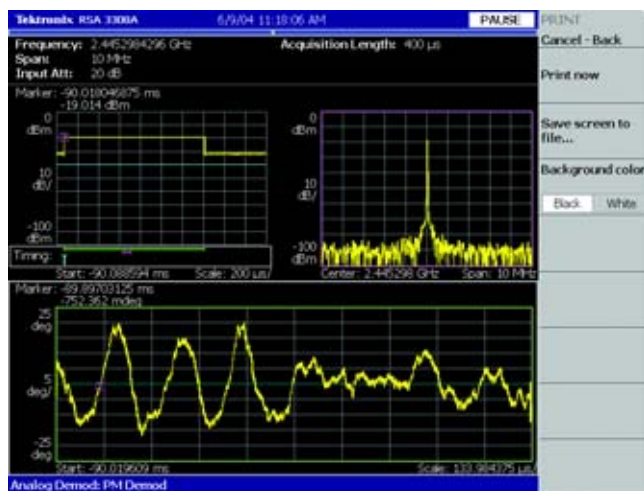 Tektronix RSA 3300A 6/9/04 11:18:06 AM PAUSE PRINT
Frequency: 2.4452984296 GHz Acquisition Length: 400 µs Cancel - Back
Span: 10 MHz
Input Att: 20 dB
Print now
Marker: -90.018046875 ms
-19.014 dBm
0
dBm
0
dBm
Save screen to
file...
10
dB/
10
dB/
Background color
Black White
-100
dBm
-100
dBm
Timing:
Start: -90.088594 ms Scale: 200 µs/ Center: 2.445298 GHz Span: 10 MHz
Marker: -89.89703125 ms
-752.362 mdeg
25
deg
5
deg/
-25
deg
Start: -90.019609 ms Scale: 133.984375 µs/
Analog Demod: PM Demod